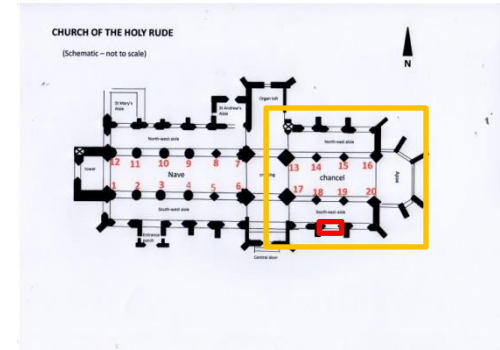 CHURCH OF THE HOLY RUDE
(Schematic – not to scale)
N
St Mary's
Aisle
St Andrew's
Aisle
Organ loft
North-west aisle
North-east aisle
12 11 10 9 8 7
13 14 15 16
tower
Nave
crossing
chancel
Apse
1 2 3 4 5 6
17 18 19 20
South-west aisle
South-east aisle
Entrance
porch
Central door